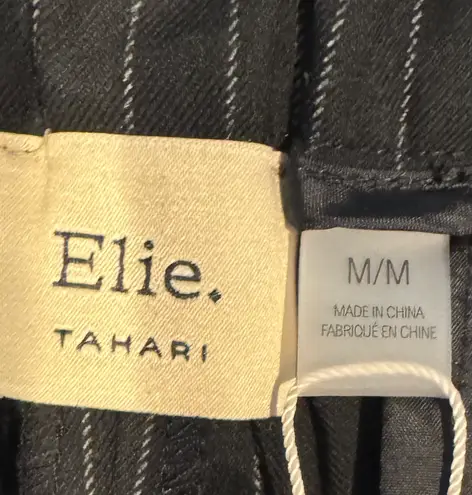 Elie.
TAHARI
M/M
MADE IN CHINA
FABRIQUÉ EN CHINE